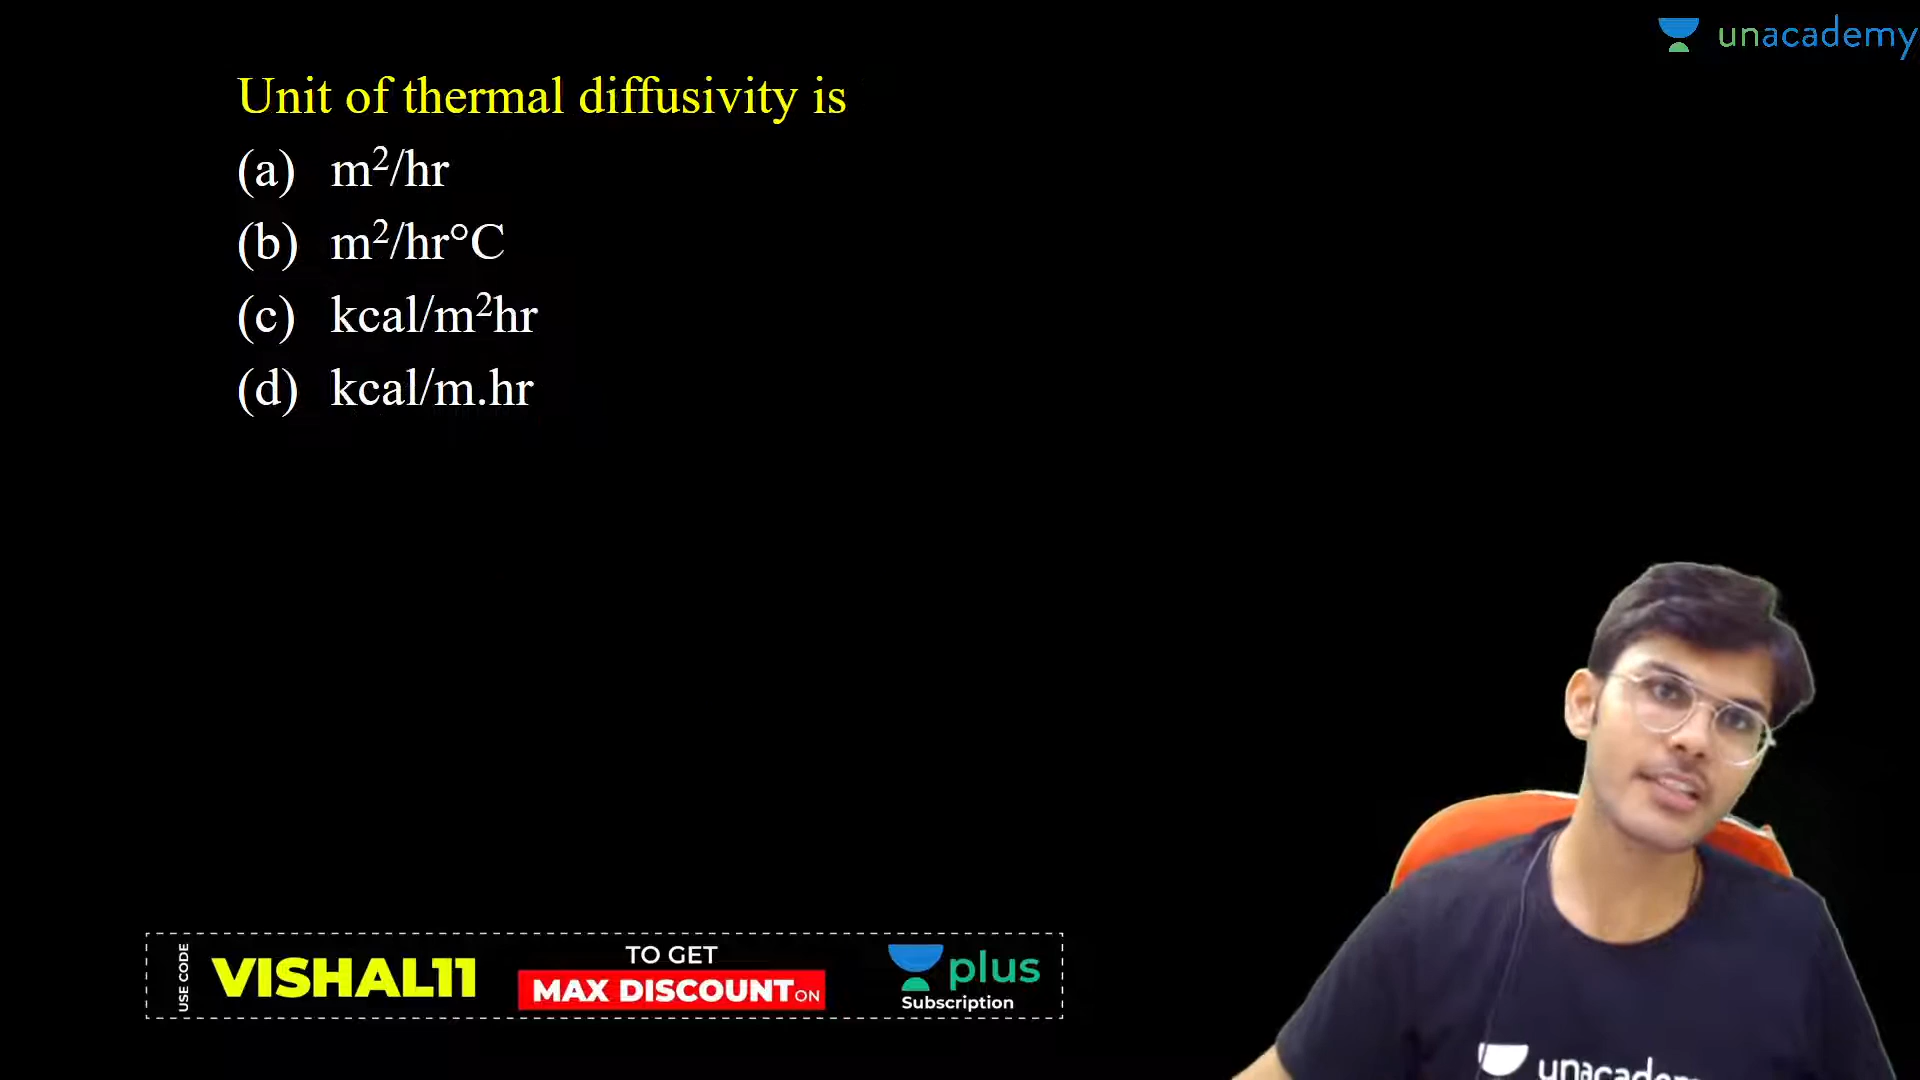 unacademy
Unit of thermal diffusivity is
(a) m²/hr
(b) m²/hr°C
(c) kcal/m²hr
(d) kcal/m.hr
USE CODE
VISHAL11
TO GET
MAX DISCOUNT ON
plus
Subscription